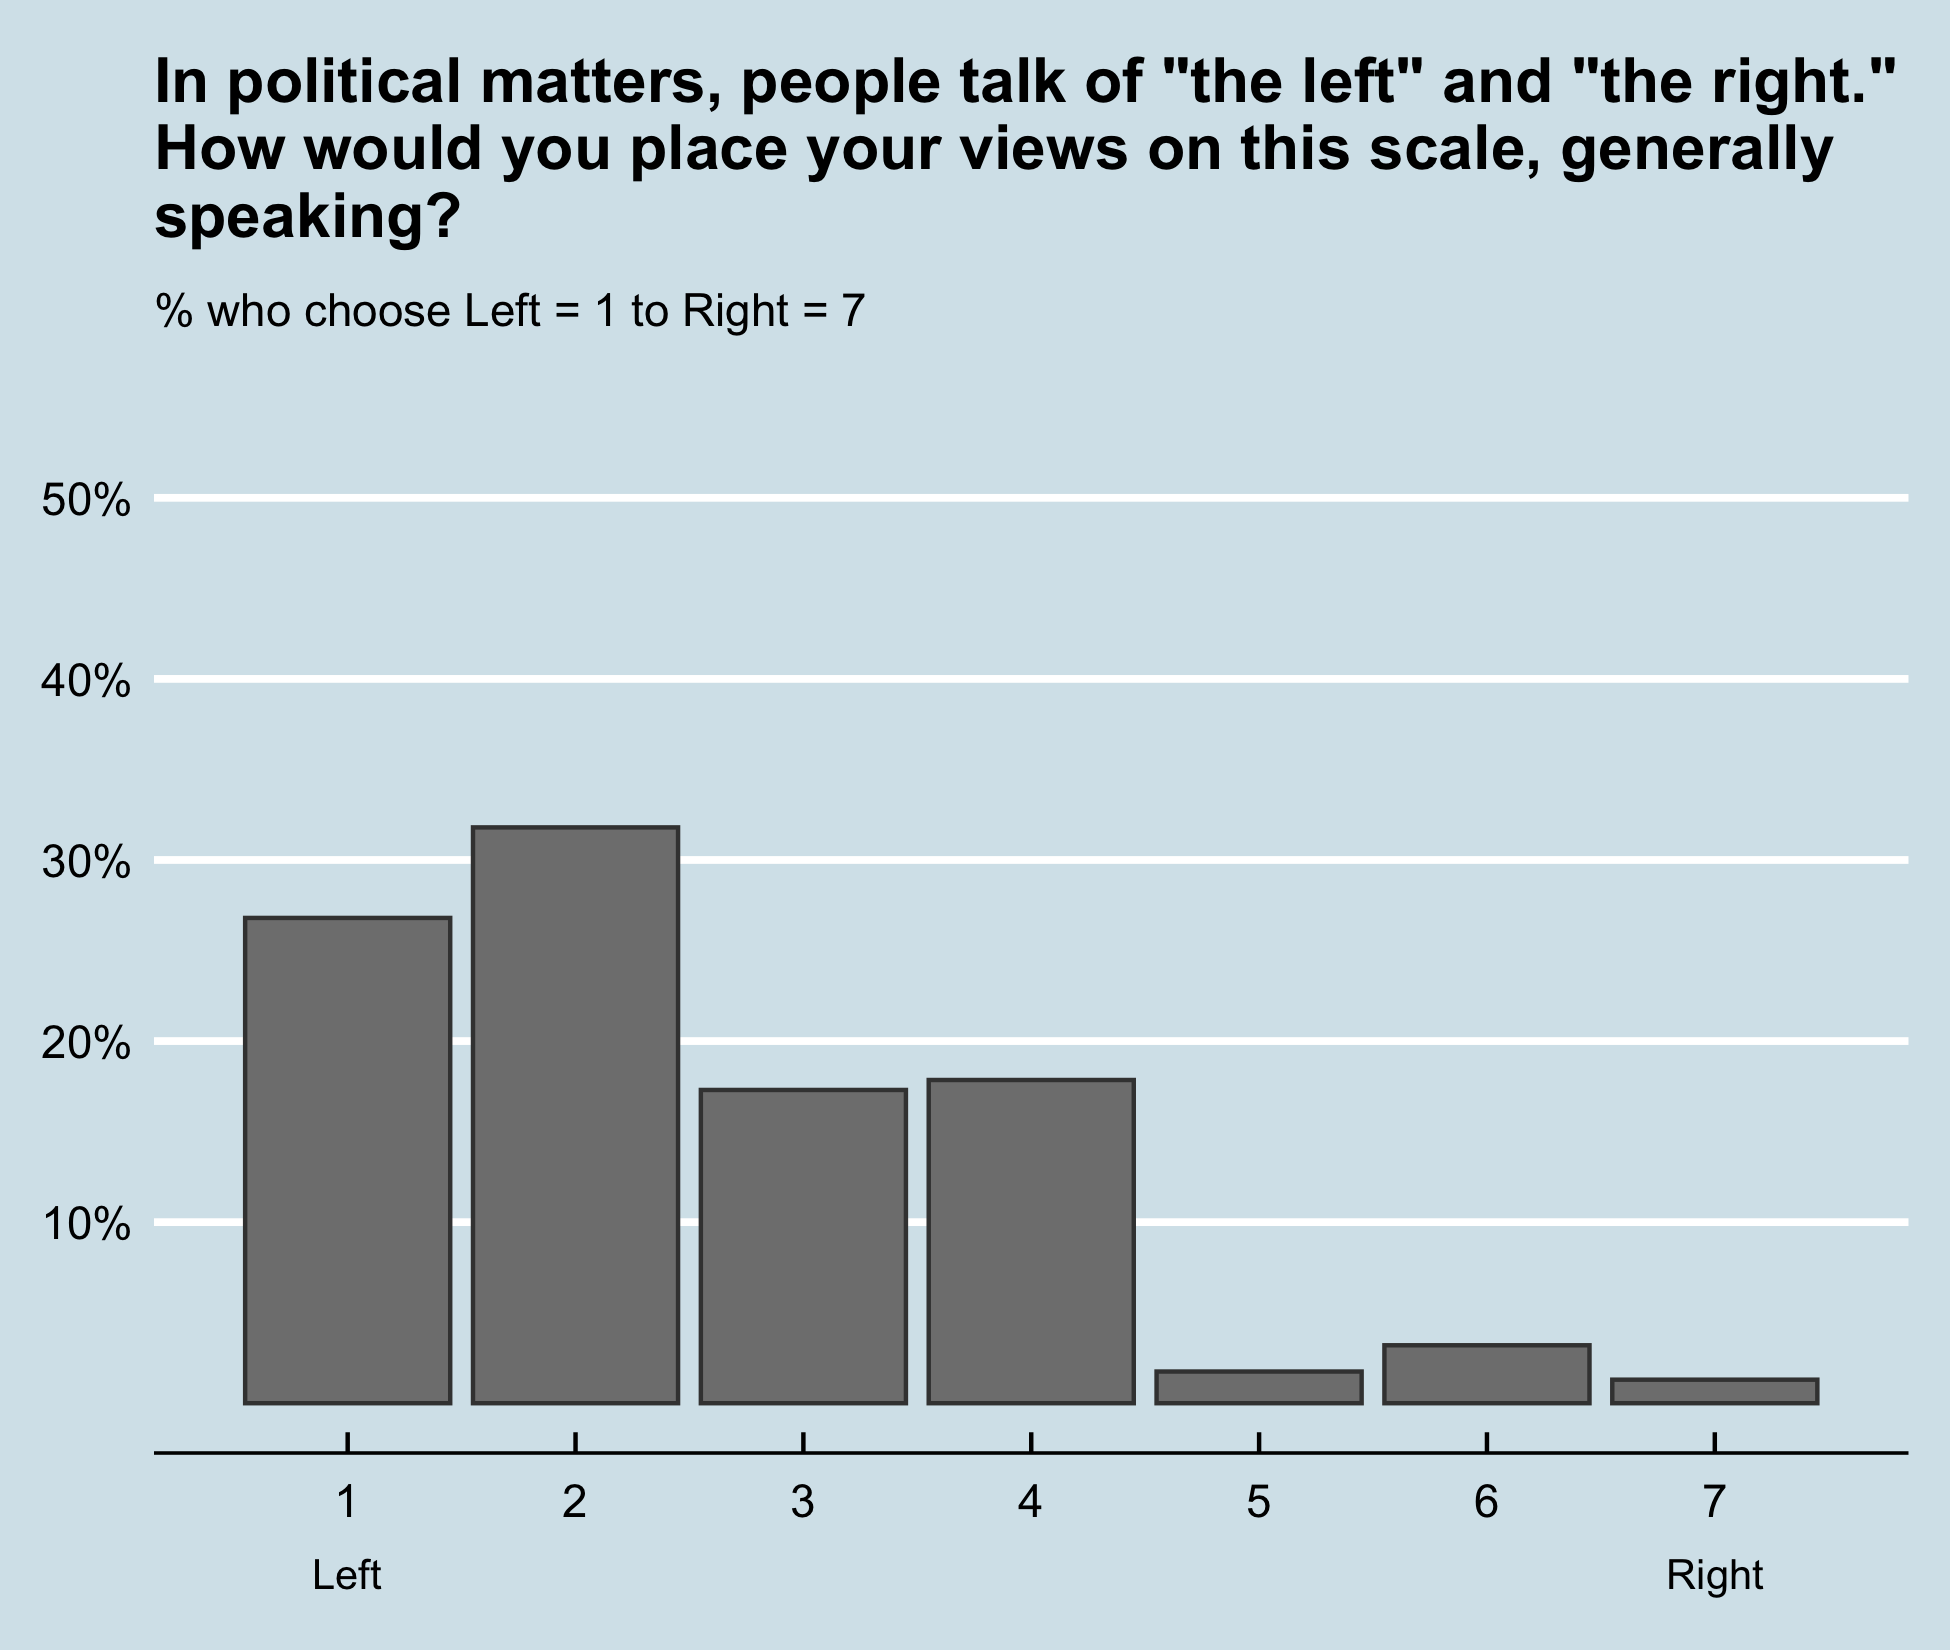 In political matters, people talk of "the left" and "the right."
How would you place your views on this scale, generally
speaking?
% who choose Left = 1 to Right = 7
50%
40%
30%
20%
10%
1 2 3 4 5 6 7
Left Right